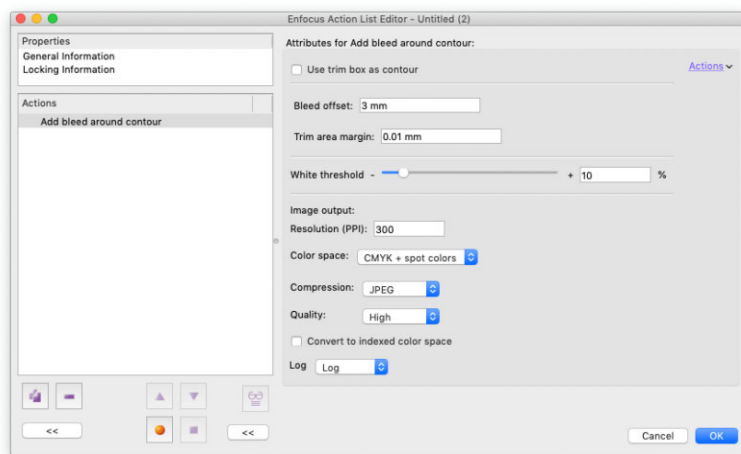 Enfocus Action List Editor - Untitled (2)
Properties
General Information
Locking Information
Actions
Add bleed around contour
<<
<<
Attributes for Add bleed around contour:
Use trim box as contour
Actions
Bleed offset: 3 mm
Trim area margin: 0.01 mm
White threshold - + 10 %
Image output:
Resolution (PPI): 300
Color space: CMYK + spot colors
Compression: JPEG
Quality: High
Convert to indexed color space
Log Log
Cancel OK